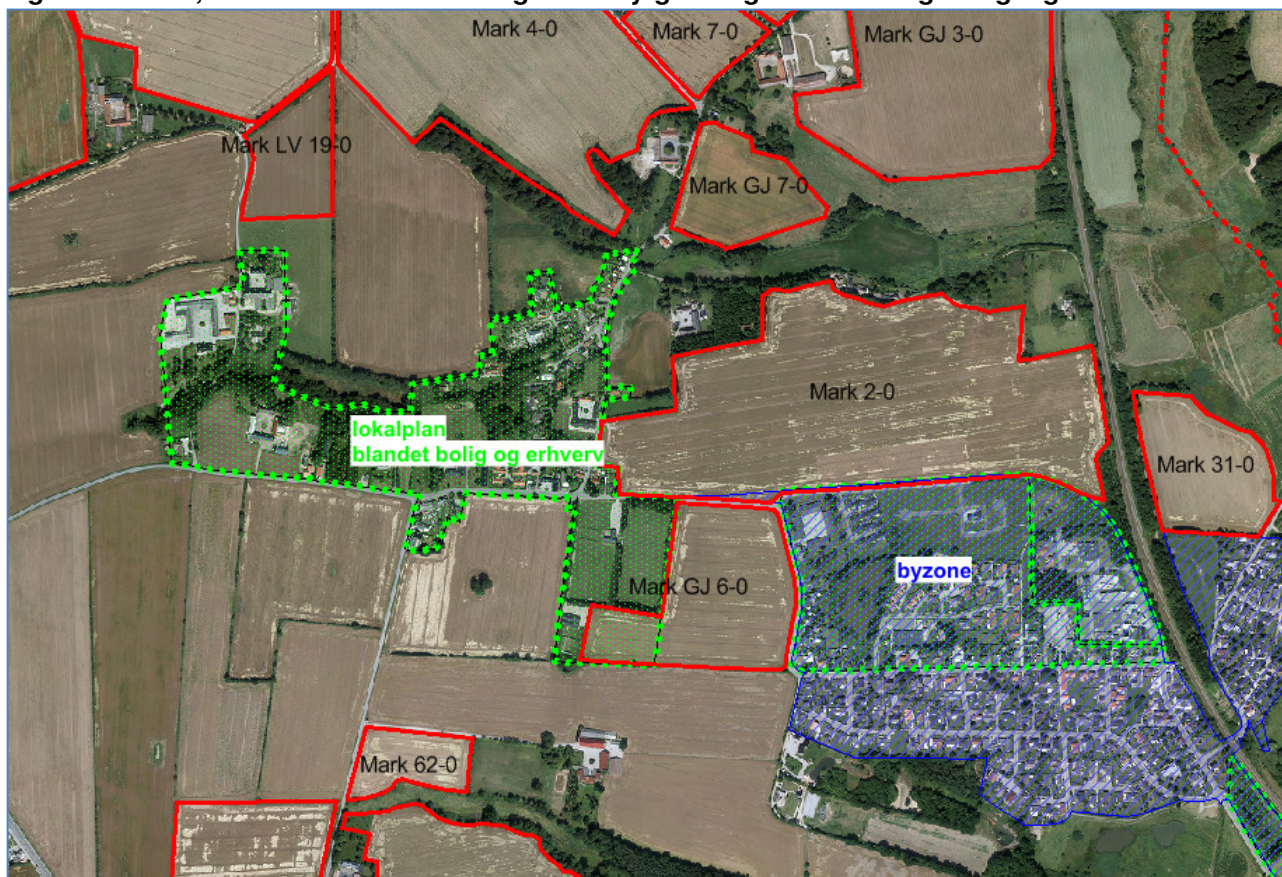 Mark 4-0
Mark 7-0
Mark GJ 3-0
Mark LV 19-0
Mark GJ 7-0
Mark 2-0
lokalplan
blandet bolig og erhverv
Mark 31-0
byzone
Mark GJ 6-0
Mark 62-0